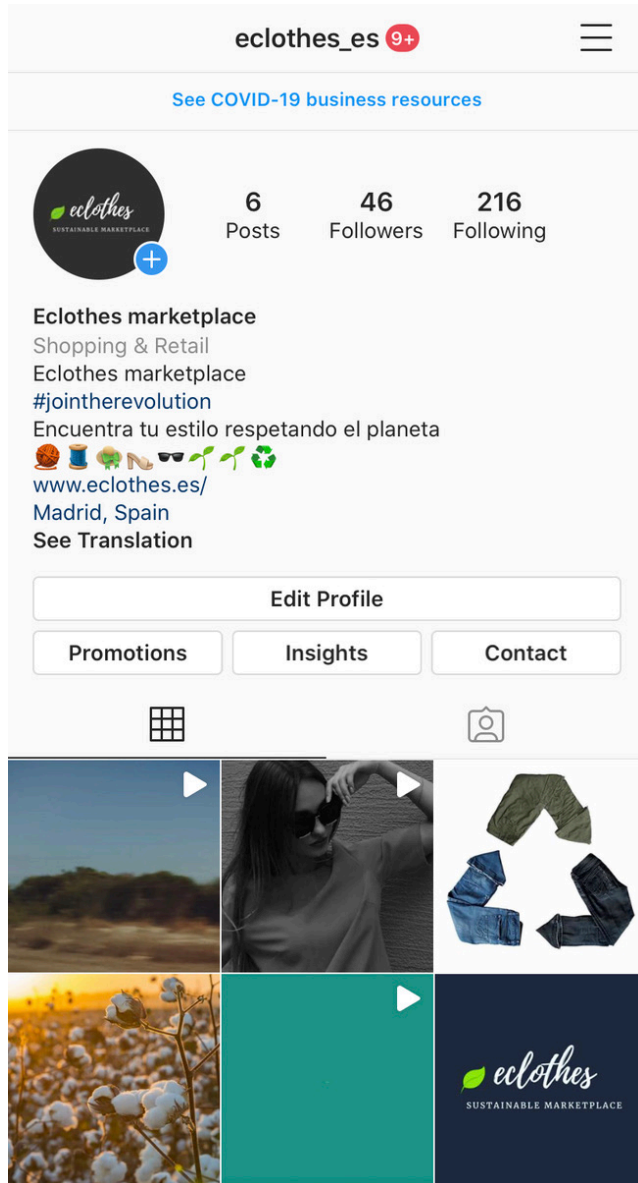 eclothes_es 9+
See COVID-19 business resources
eclothes
SUSTAINABLE MARKETPLACE
6 46 216
Posts Followers Following
Eclothes marketplace
Shopping & Retail
Eclothes marketplace
#jointherevolution
Encuentra tu estilo respetando el planeta
www.eclothes.es/
Madrid, Spain
See Translation
Edit Profile
Promotions Insights Contact
eclothes
SUSTAINABLE MARKETPLACE